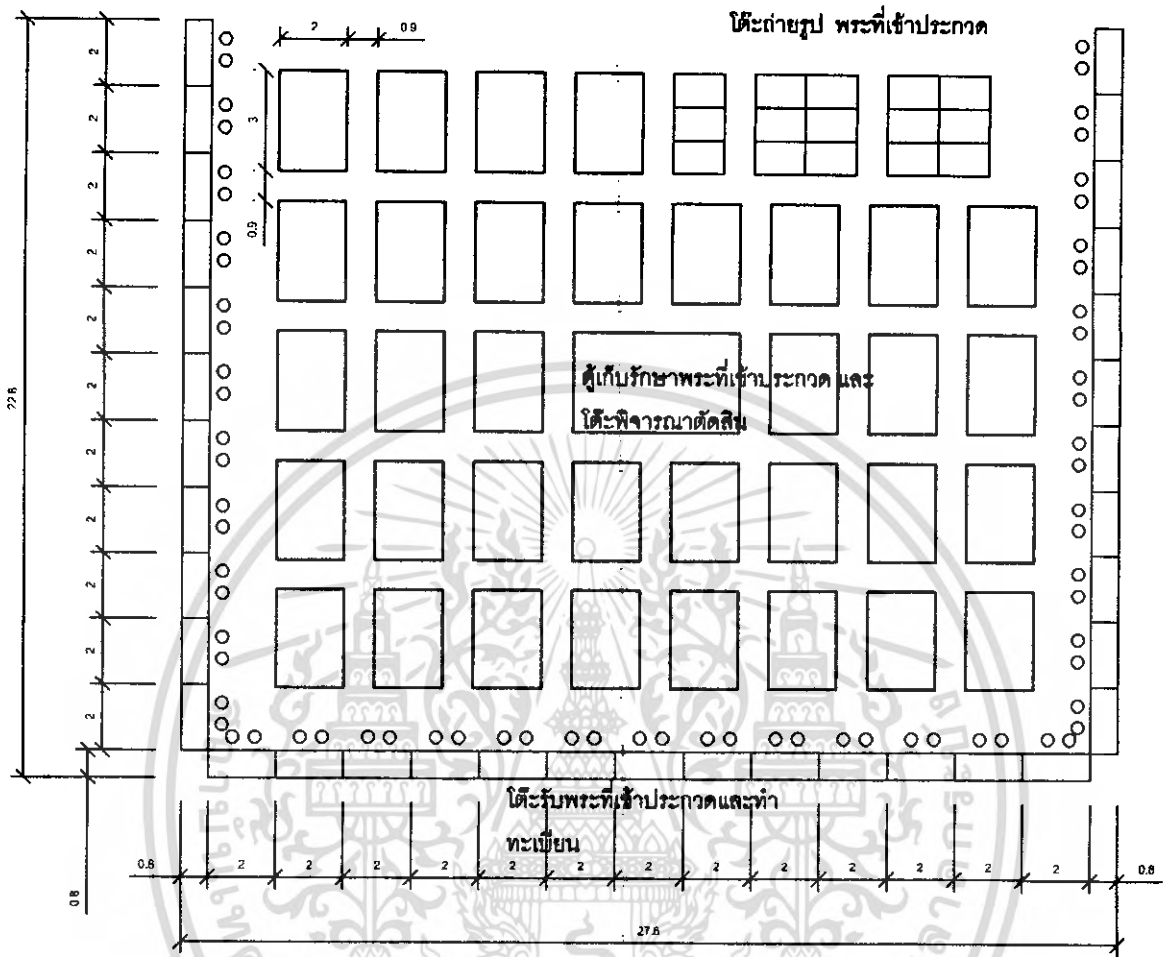 โต๊ะถ่ายรูป พระที่เข้าประกวด
2 0.9
2
2
2
2
2
2
2
2
2
2
2
3
0.9
22.8
ตู้เก็บรักษาพระที่เข้าประกวด และ
โต๊ะพิจารณาตัดสิน
โต๊ะรับพระที่เข้าประกวดและทำ
ทะเบียน
0.8 2 2 2 2 2 2 2 2 2 2 2 2 2 0.8
0.8
27.6